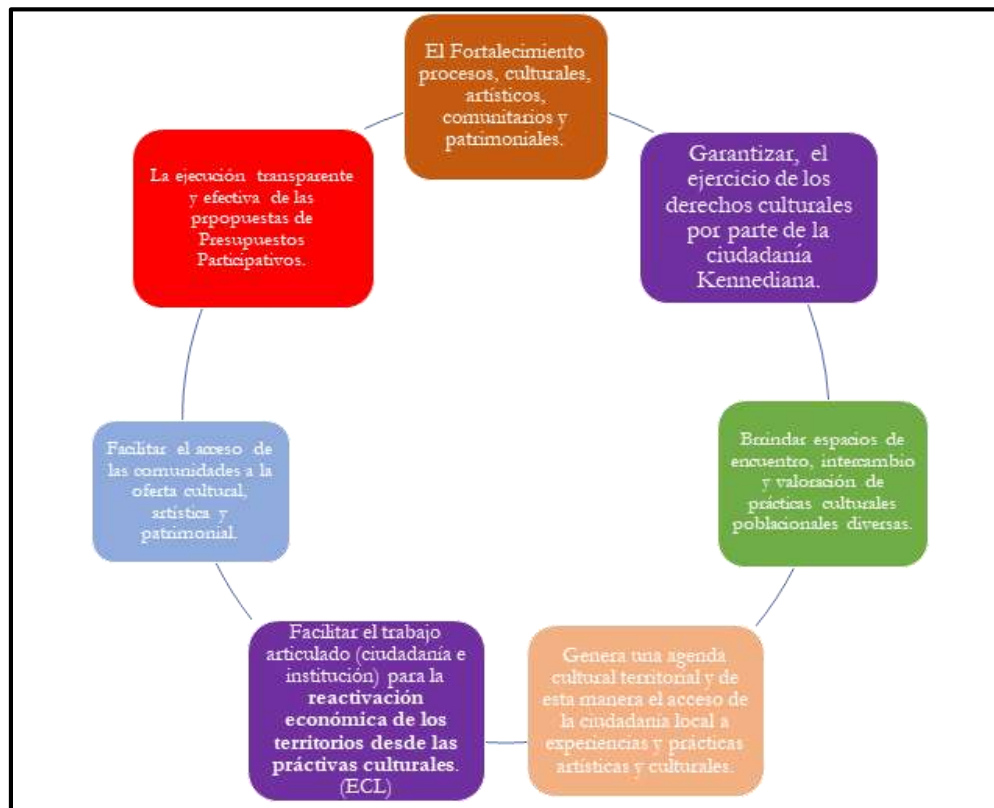 El Fortalecimiento
procesos, culturales,
artísticos,
comunitarios y
patrimoniales.
Garantizar, el
ejercicio de los
derechos culturales
por parte de la
ciudadanía
Kennediana.
Brnindar espacios de
encuentro, intercambio
y valoración de
prácticas culturales
poblacionales diversas.
Genera una agenda
cultural territorial y de
esta manera el acceso de
la ciudadanía local a
experiencias y prácticas
artísticas y culturales.
Facilitar el trabajo
articulado (ciudadanía e
institución) para la
reactivación
económica de los
territorios desde las
práctivas culturales.
(ECL)
Facilitar el acceso de
las comunidades a la
oferta cultural,
artística y
patrimonial.
La ejecución transparente
y efectiva de las
prpopuestas de
Presupuestos
Participativos.